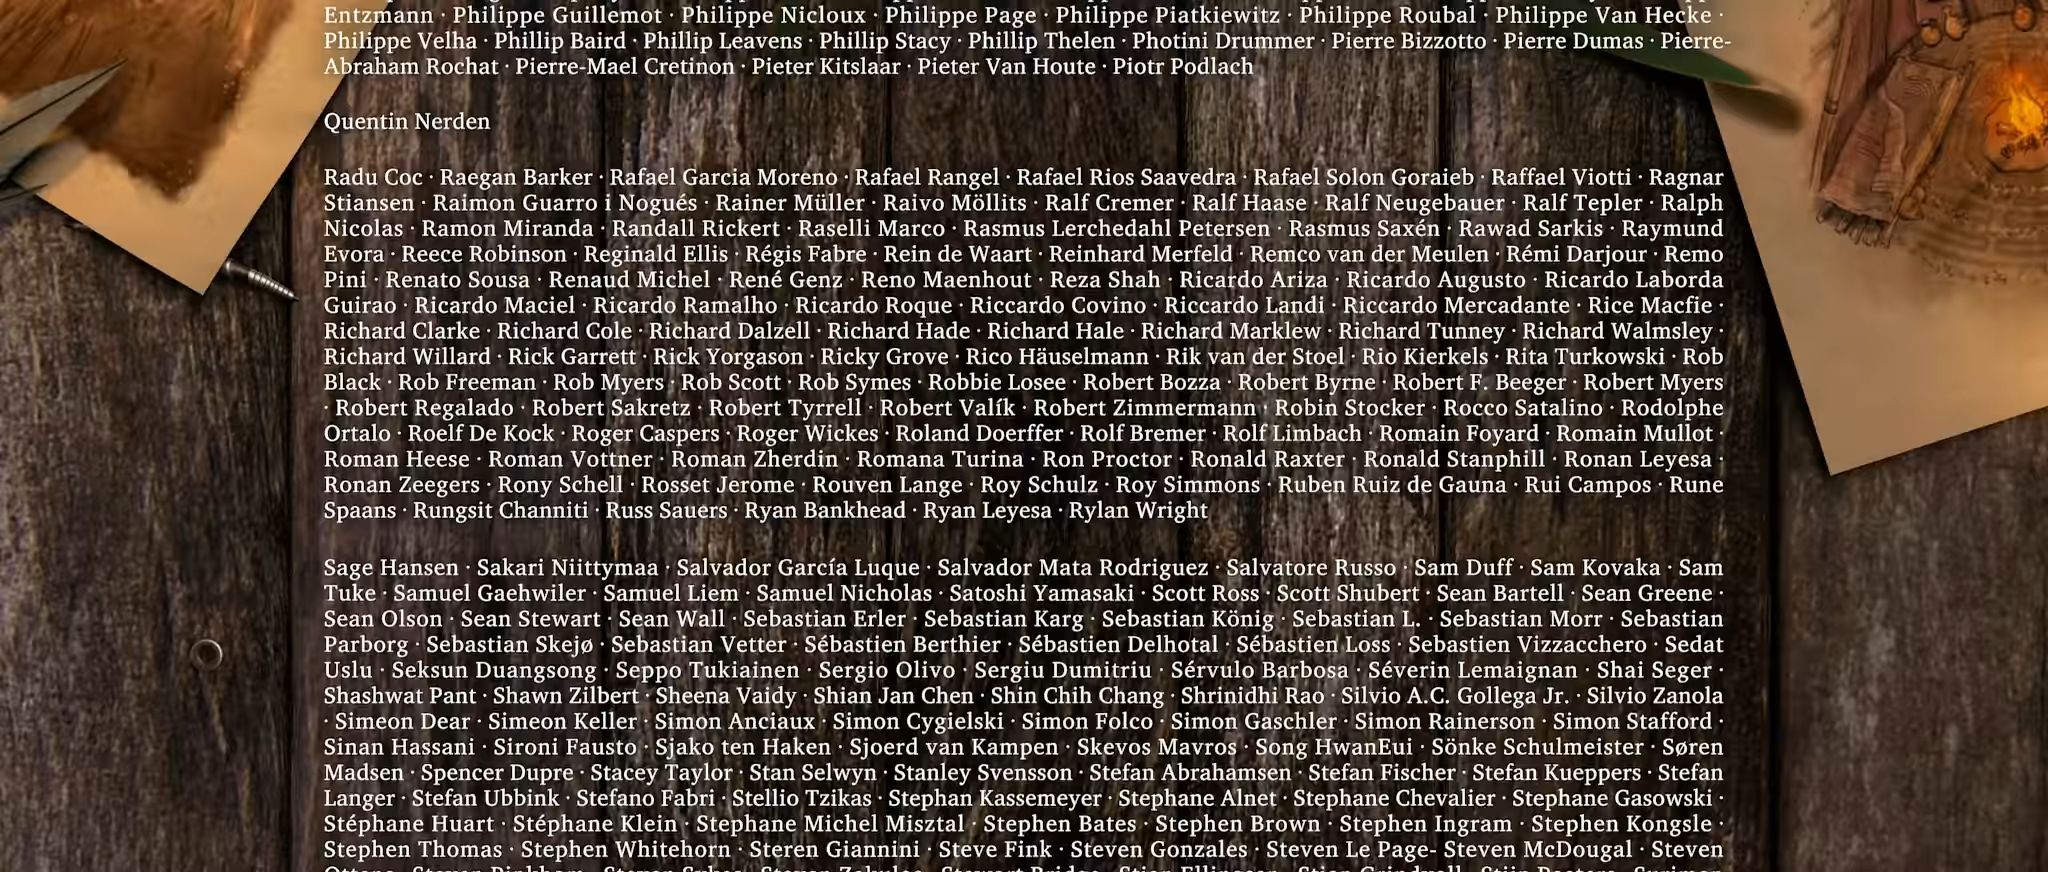 Entzmann · Philippe Guillemot · Philippe Nicloux · Philippe Page · Philippe Piatkiewitz · Philippe Roubal · Philippe Van Hecke ·
Philippe Velha · Phillip Baird · Phillip Leavens · Phillip Stacy · Phillip Thelen · Photini Drummer · Pierre Bizzotto · Pierre Dumas · Pierre-
Abraham Rochat · Pierre-Mael Cretinon · Pieter Kitslaar · Pieter Van Houte · Piotr Podlach
Quentin Nerden
Radu Coc · Raegan Barker · Rafael Garcia Moreno · Rafael Rangel · Rafael Rios Saavedra · Rafael Solon Goraieb · Raffael Viotti · Ragnar
Stiansen · Raimon Guarro i Nogués · Rainer Müller · Raivo Möllits · Ralf Cremer · Ralf Haase · Ralf Neugebauer · Ralf Tepler · Ralph
Nicolas · Ramon Miranda · Randall Rickert · Raselli Marco · Rasmus Lerchedahl Petersen · Rasmus Saxén · Rawad Sarkis · Raymund
Evora · Reece Robinson · Reginald Ellis · Régis Fabre · Rein de Waart · Reinhard Merfeld · Remco van der Meulen · Rémi Darjour · Remo
Pini · Renato Sousa · Renaud Michel · René Genz · Reno Maenhout · Reza Shah · Ricardo Ariza · Ricardo Augusto · Ricardo Laborda
Guirao · Ricardo Maciel · Ricardo Ramalho · Ricardo Roque · Riccardo Covino · Riccardo Landi · Riccardo Mercadante · Rice Macfie ·
Richard Clarke · Richard Cole · Richard Dalzell · Richard Hade · Richard Hale · Richard Marklew · Richard Tunney · Richard Walmsley ·
Richard Willard · Rick Garrett · Rick Yorgason · Ricky Grove · Rico Häuselmann · Rik van der Stoel · Rio Kierkels · Rita Turkowski · Rob
Black · Rob Freeman · Rob Myers · Rob Scott · Rob Symes · Robbie Losee · Robert Bozza · Robert Byrne · Robert F. Beeger · Robert Myers
· Robert Regalado · Robert Sakretz · Robert Tyrrell · Robert Valík · Robert Zimmermann · Robin Stocker · Rocco Satalino · Rodolphe
Ortalo · Roelf De Kock · Roger Caspers · Roger Wickes · Roland Doerffer · Rolf Bremer · Rolf Limbach · Romain Foyard · Romain Mullot ·
Roman Heese · Roman Vottner · Roman Zherdin · Romana Turina · Ron Proctor · Ronald Raxter · Ronald Stanphill · Ronan Leyesa ·
Ronan Zeegers · Rony Schell · Rosset Jerome · Rouven Lange · Roy Schulz · Roy Simmons · Ruben Ruiz de Gauna · Rui Campos · Rune
Spaans · Rungsit Channiti · Russ Sauers · Ryan Bankhead · Ryan Leyesa · Rylan Wright
Sage Hansen · Sakari Niittymaa · Salvador García Luque · Salvador Mata Rodriguez · Salvatore Russo · Sam Duff · Sam Kovaka · Sam
Tuke · Samuel Gaehwiler · Samuel Liem · Samuel Nicholas · Satoshi Yamasaki · Scott Ross · Scott Shubert · Sean Bartell · Sean Greene ·
Sean Olson · Sean Stewart · Sean Wall · Sebastian Erler · Sebastian Karg · Sebastian König · Sebastian L. · Sebastian Morr · Sebastian
Parborg · Sebastian Skejø · Sebastian Vetter · Sébastien Berthier · Sébastien Delhotal · Sébastien Loss · Sebastien Vizzacchero · Sedat
Uslu · Seksun Duangsong · Seppo Tukiainen · Sergio Olivo · Sergiu Dumitriu · Sérvulo Barbosa · Séverin Lemaignan · Shai Seger ·
Shashwat Pant · Shawn Zilbert · Sheena Vaidy · Shian Jan Chen · Shin Chih Chang · Shrinidhi Rao · Silvio A.C. Gollega Jr. · Silvio Zanola
· Simeon Dear · Simeon Keller · Simon Anciaux · Simon Cygielski · Simon Folco · Simon Gaschler · Simon Rainerson · Simon Stafford ·
Sinan Hassani · Sironi Fausto · Sjako ten Haken · Sjoerd van Kampen · Skevos Mavros · Song HwanEui · Sönke Schulmeister · Søren
Madsen · Spencer Dupre · Stacey Taylor · Stan Selwyn · Stanley Svensson · Stefan Abrahamsen · Stefan Fischer · Stefan Kueppers · Stefan
Langer · Stefan Ubbink · Stefano Fabri · Stellio Tzikas · Stephan Kassemeyer · Stephane Alnet · Stephane Chevalier · Stephane Gasowski ·
Stéphane Huart · Stéphane Klein · Stephane Michel Misztal · Stephen Bates · Stephen Brown · Stephen Ingram · Stephen Kongsle ·
Stephen Thomas · Stephen Whitehorn · Steren Giannini · Steve Fink · Steven Gonzales · Steven Le Page- Steven McDougal · Steven